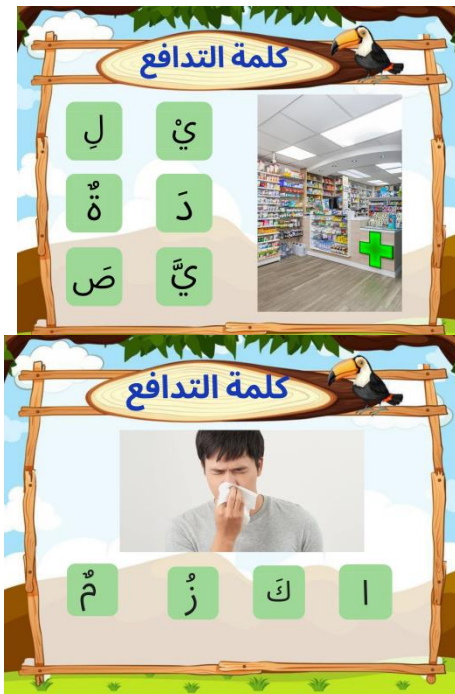 كلمة التدافع
يْ لِ
دَ ةٌ
يَّ صَ
كلمة التدافع
ا كَ زُ مٌ